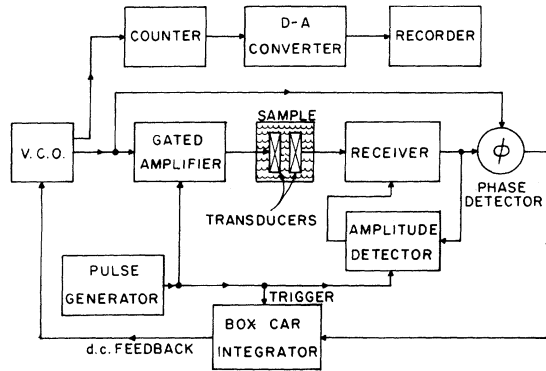 COUNTER
D-A
CONVERTER
RECORDER
SAMPLE
V.C.O.
GATED
AMPLIFIER
RECEIVER
ϕ
PHASE
DETECTOR
TRANSDUCERS
AMPLITUDE
DETECTOR
PULSE
GENERATOR
TRIGGER
BOX CAR
INTEGRATOR
d.c. FEEDBACK